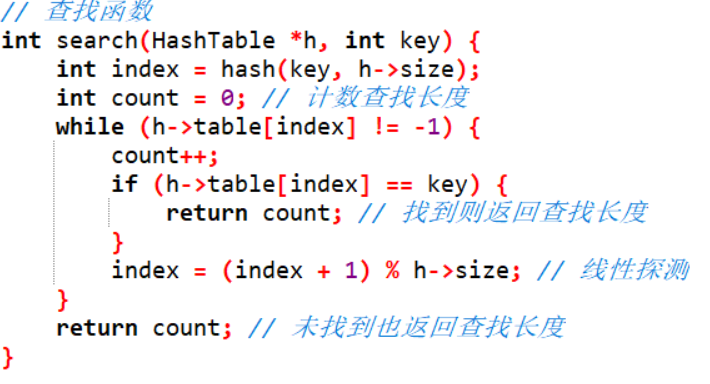 // 查找函数
int search(HashTable *h, int key) {
    int index = hash(key, h->size);
    int count = 0; // 计数查找长度
    while (h->table[index] != -1) {
        count++;
        if (h->table[index] == key) {
            return count; // 找到则返回查找长度
        }
        index = (index + 1) % h->size; // 线性探测
    }
    return count; // 未找到也返回查找长度
}